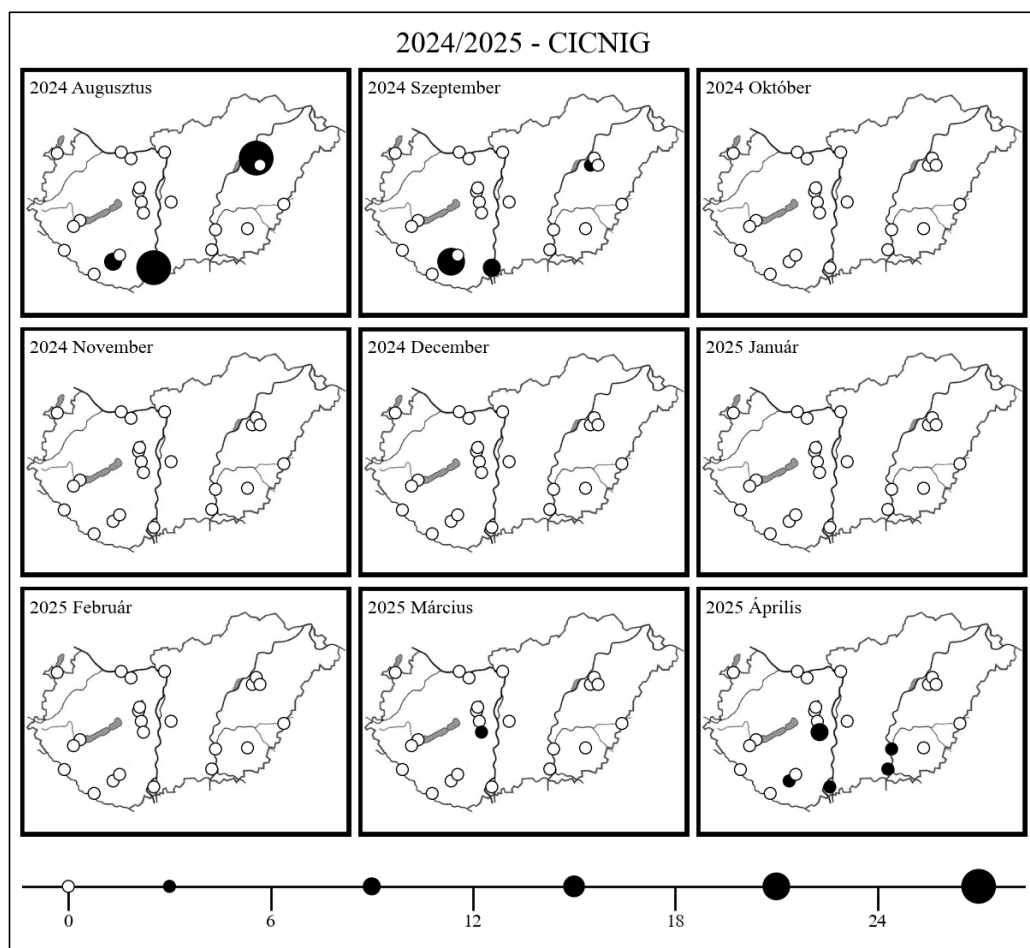 2024/2025 - CICNIG
2024 Augusztus
2024 Szeptember
2024 Október
2024 November
2024 December
2025 Január
2025 Február
2025 Március
2025 Április
0 6 12 18 24